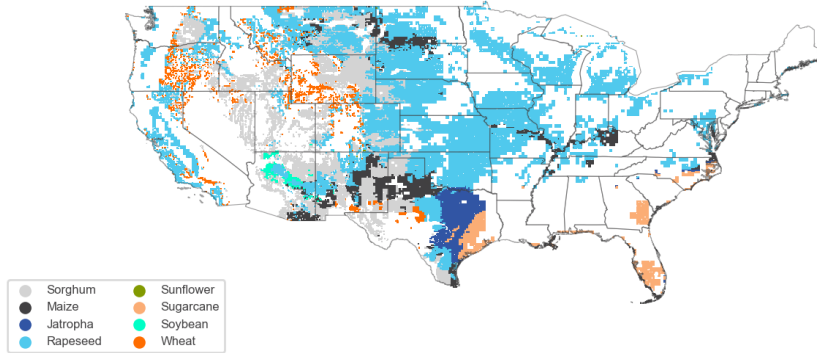 Sorghum
Maize
Jatropha
Rapeseed
Sunflower
Sugarcane
Soybean
Wheat